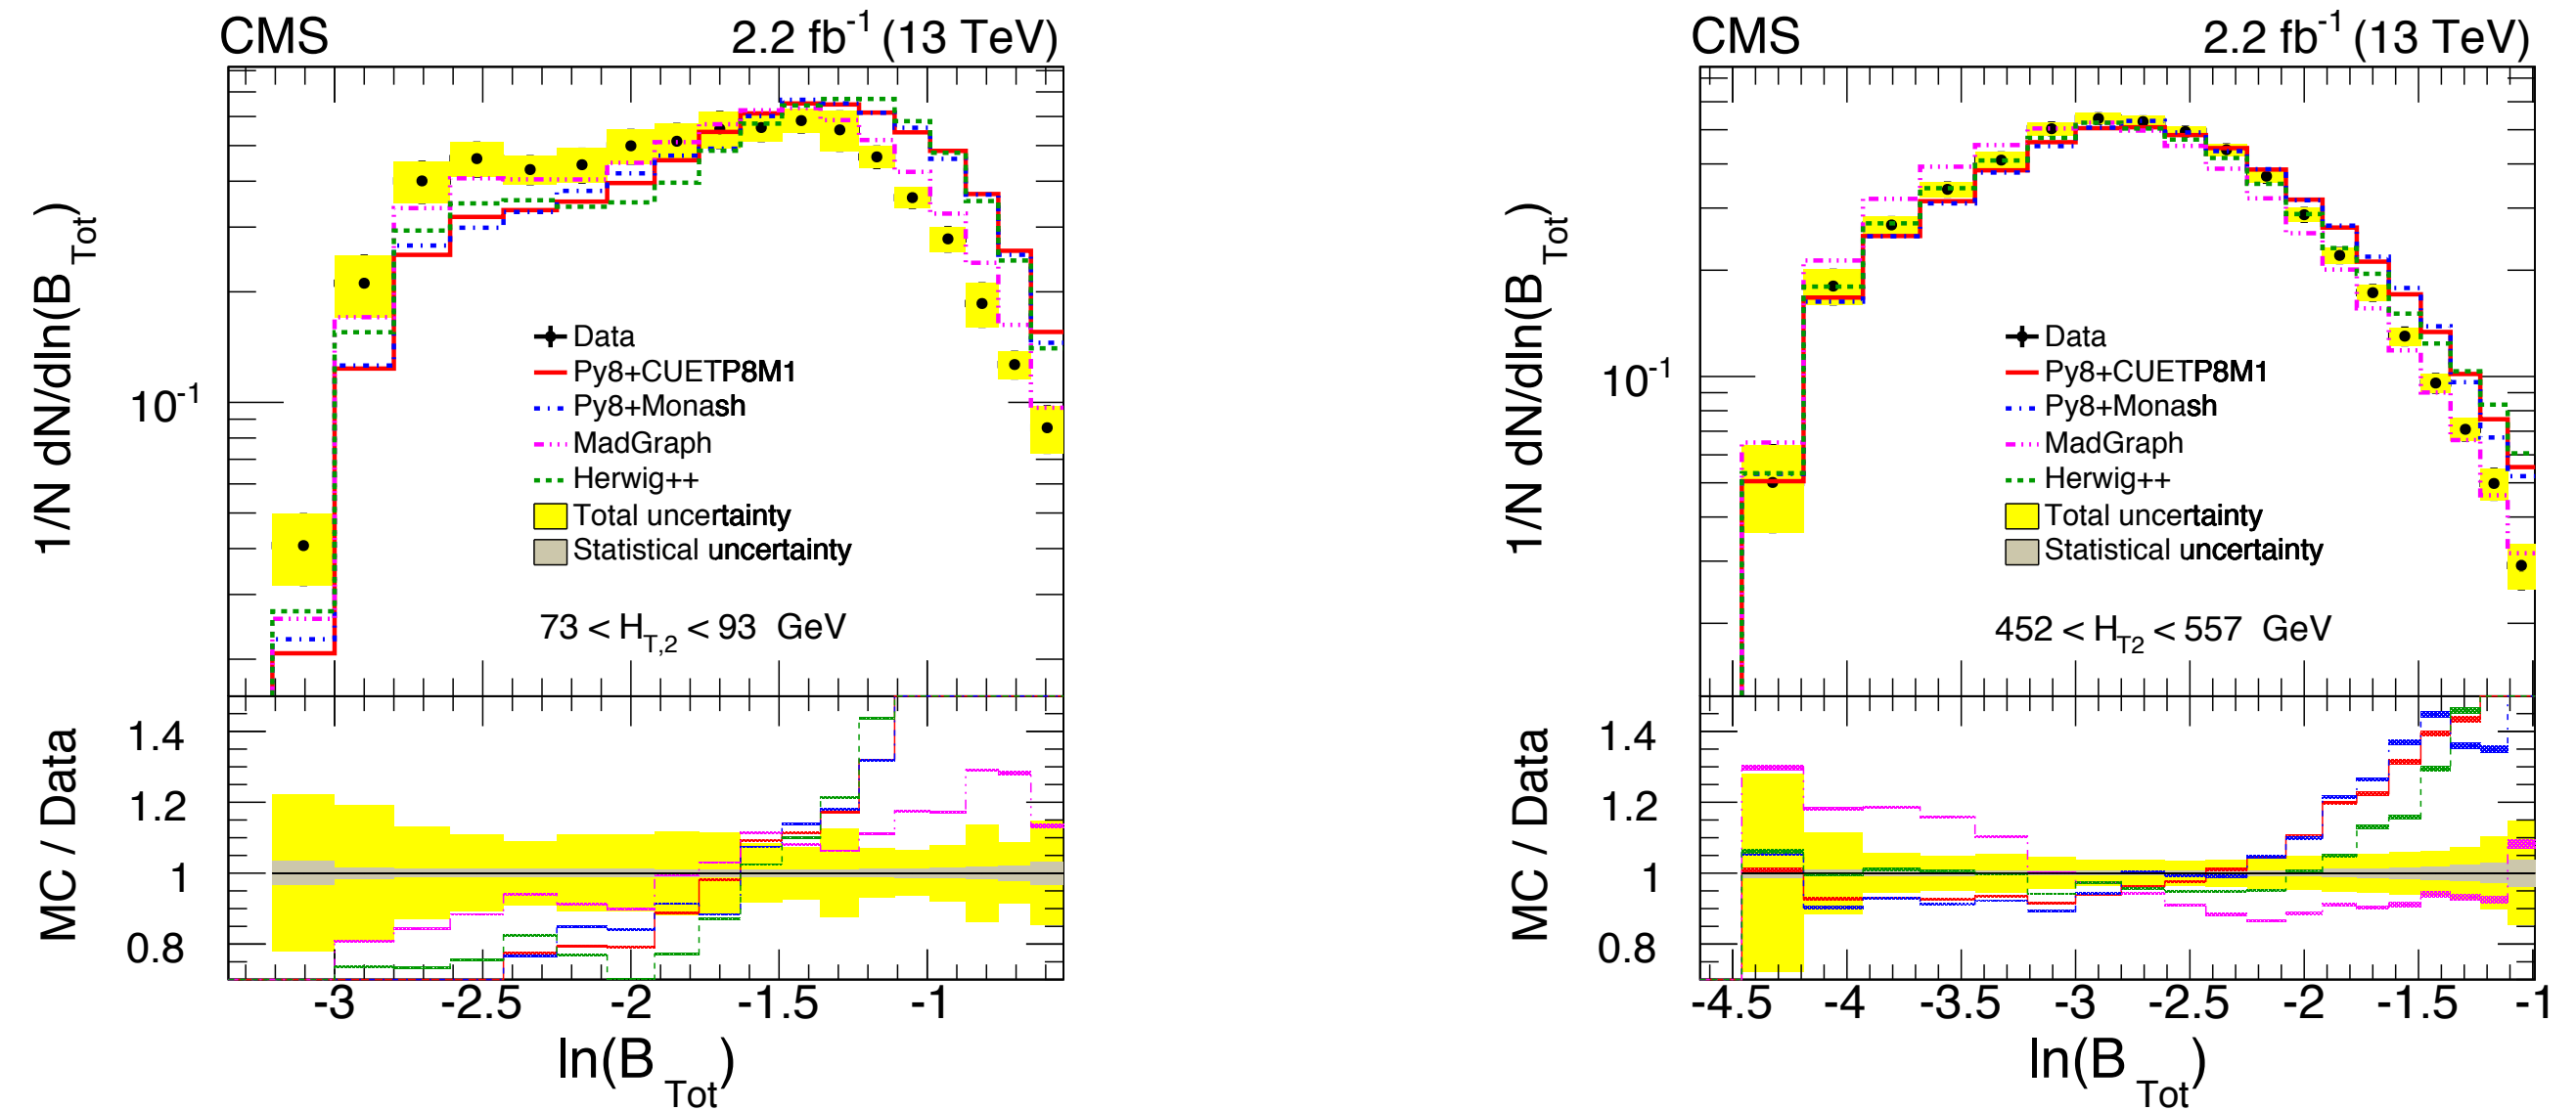 CMS 2.2 fb-1 (13 TeV)
1/N dN/dln(B Tot)
10-1
Data
Py8+CUETP8M1
Py8+Monash
MadGraph
Herwig++
Total uncertainty
Statistical uncertainty
73 < HT,2 < 93 GeV
MC / Data
1.4
1.2
1
0.8
-3 -2.5 -2 -1.5 -1
ln(B Tot)
CMS 2.2 fb-1 (13 TeV)
1/N dN/dln(B Tot)
10-1
Data
Py8+CUETP8M1
Py8+Monash
MadGraph
Herwig++
Total uncertainty
Statistical uncertainty
452 < HT2 < 557 GeV
MC / Data
1.4
1.2
1
0.8
-4.5 -4 -3.5 -3 -2.5 -2 -1.5 -1
ln(B Tot)